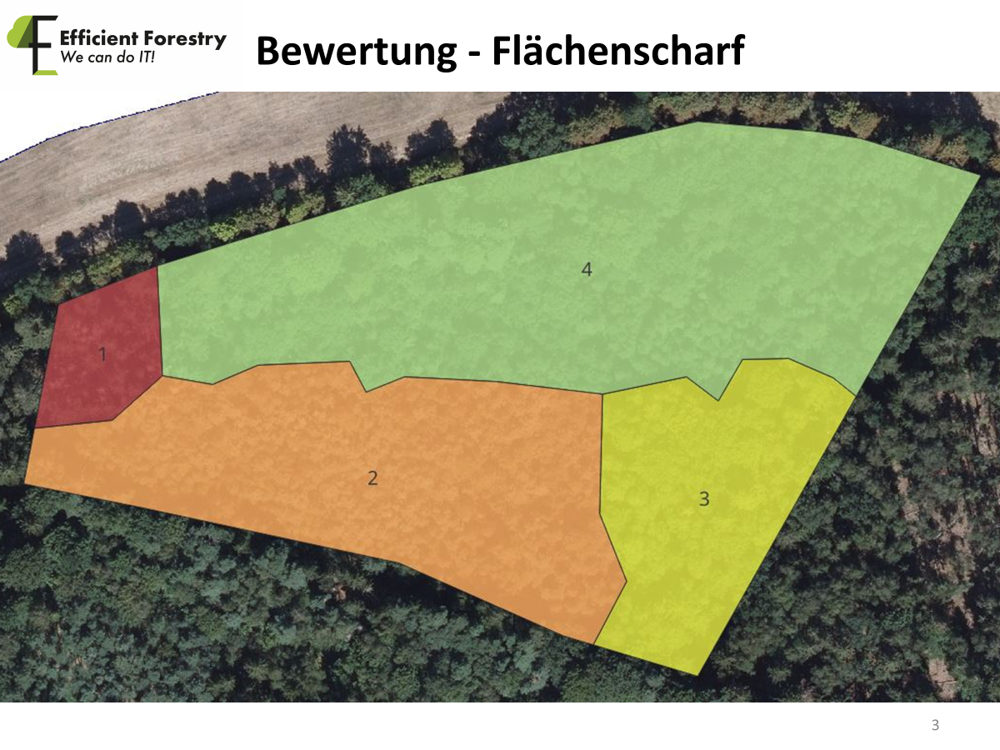 Efficient Forestry
We can do IT!
Bewertung - Flächenscharf
4
1
2
3
3